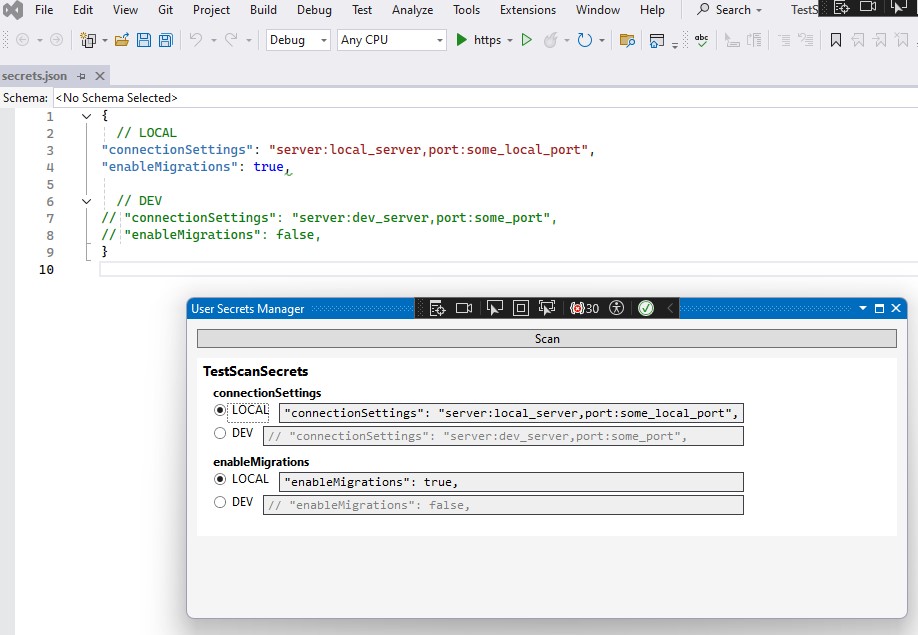 File Edit View Git Project Build Debug Test Analyze Tools Extensions Window Help Search TestS
Debug Any CPU https abc
secrets.json
Schema: <No Schema Selected>
1 {
2 // LOCAL
3 "connectionSettings": "server:local_server,port:some_local_port",
4 "enableMigrations": true,
5
6 // DEV
7 // "connectionSettings": "server:dev_server,port:some_port",
8 // "enableMigrations": false,
9 }
10
User Secrets Manager 30
Scan
TestScanSecrets
connectionSettings
LOCAL "connectionSettings": "server:local_server,port:some_local_port",
DEV // "connectionSettings": "server:dev_server,port:some_port",
enableMigrations
LOCAL "enableMigrations": true,
DEV // "enableMigrations": false,